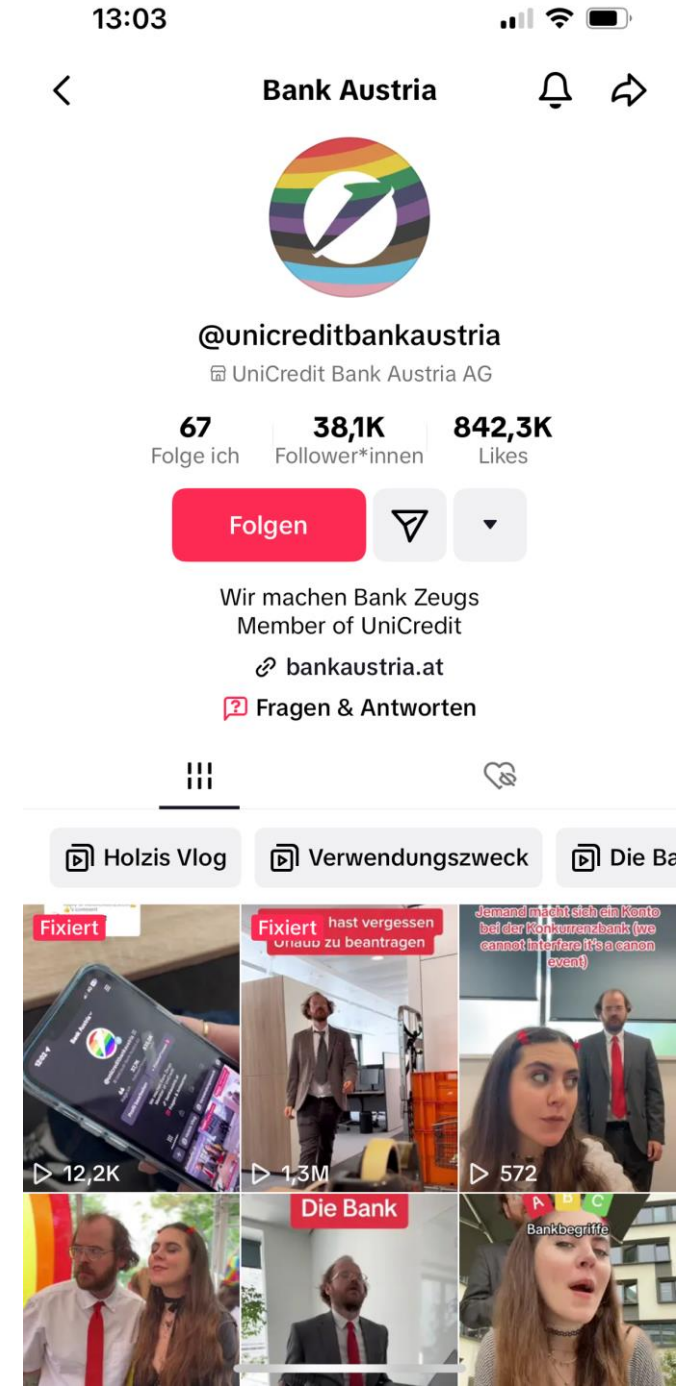 13:03
Bank Austria
@unicreditbankaustria
UniCredit Bank Austria AG
67
Folge ich
38,1K
Follower*innen
842,3K
Likes
Folgen
Wir machen Bank Zeugs
Member of UniCredit
bankaustria.at
Fragen & Antworten
Holzis Vlog
Verwendungszweck
Die Ba
Fixiert
12,2K
Fixiert
hast vergessen
Urlaub zu beantragen
1,3M
Jemand macht sich ein Konto
bei der Konkurrenzbank (we
cannot interfere it's a canon
event)
572
Die Bank
A B C
Bankbegriffe